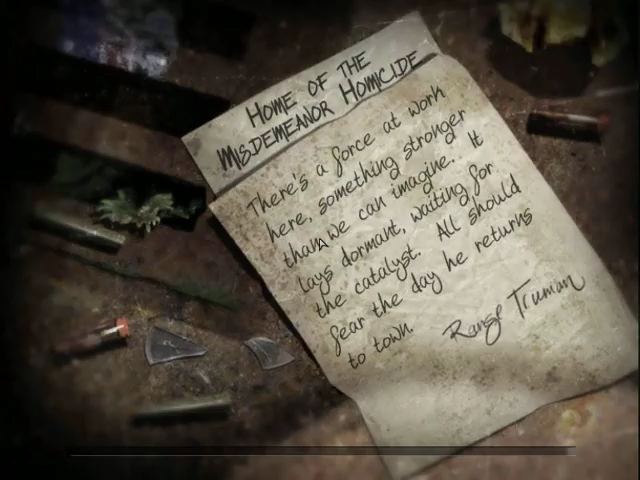 HOME OF THE
MISDEMEANOR HOMICIDE
There's a force at work
here, something stronger
than we can imagine. It
lays dormant, waiting for
the catalyst. All should
fear the day he returns
to town.
Range Truman